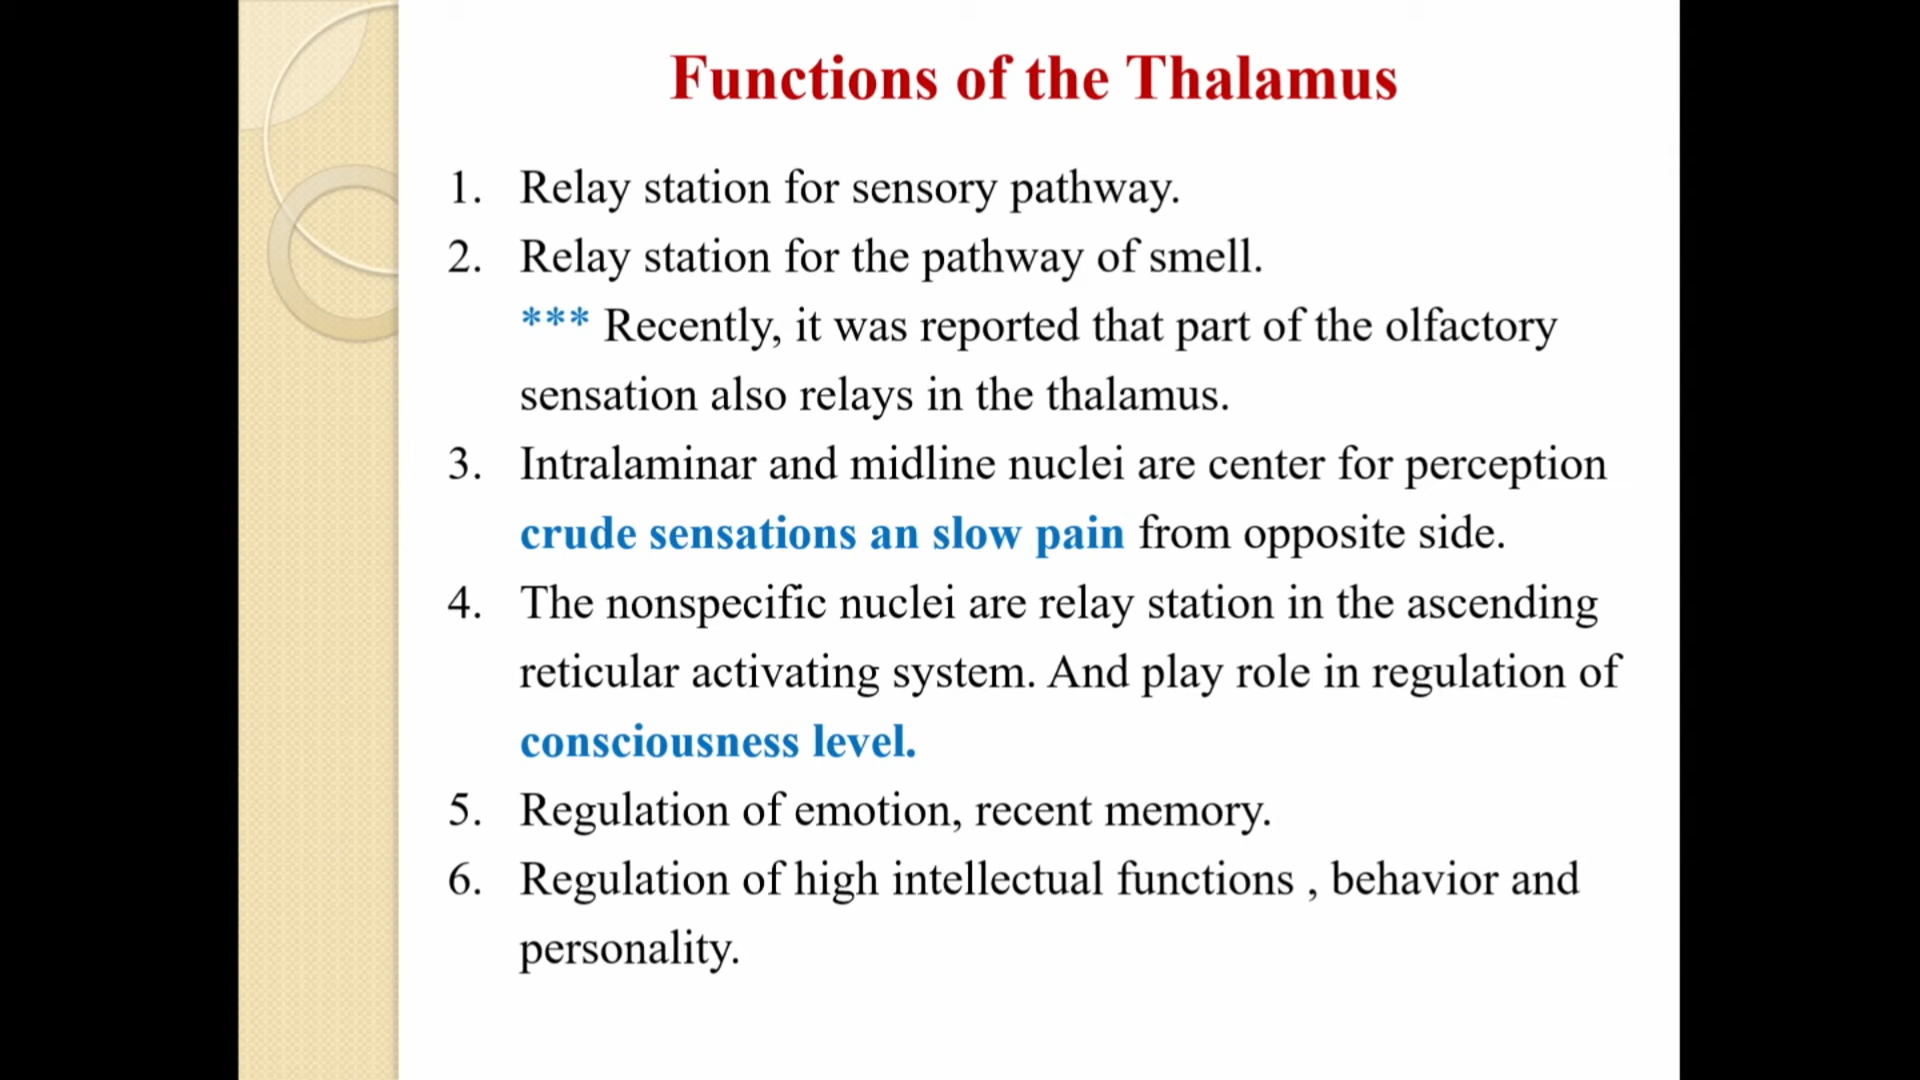 Functions of the Thalamus
1. Relay station for sensory pathway.
2. Relay station for the pathway of smell.
*** Recently, it was reported that part of the olfactory
sensation also relays in the thalamus.
3. Intralaminar and midline nuclei are center for perception
crude sensations an slow pain from opposite side.
4. The nonspecific nuclei are relay station in the ascending
reticular activating system. And play role in regulation of
consciousness level.
5. Regulation of emotion, recent memory.
6. Regulation of high intellectual functions , behavior and
personality.